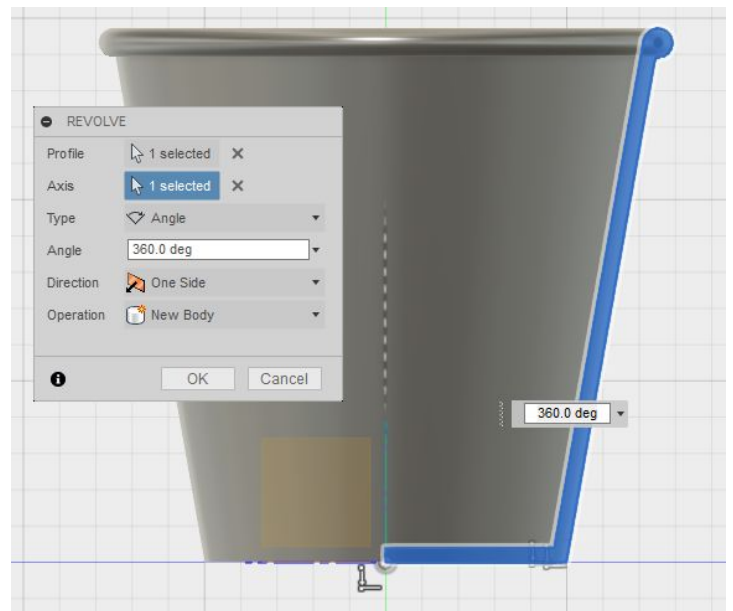 REVOLVE
Profile 1 selected
Axis 1 selected
Type Angle
Angle 360.0 deg
Direction One Side
Operation New Body
OK Cancel
360.0 deg